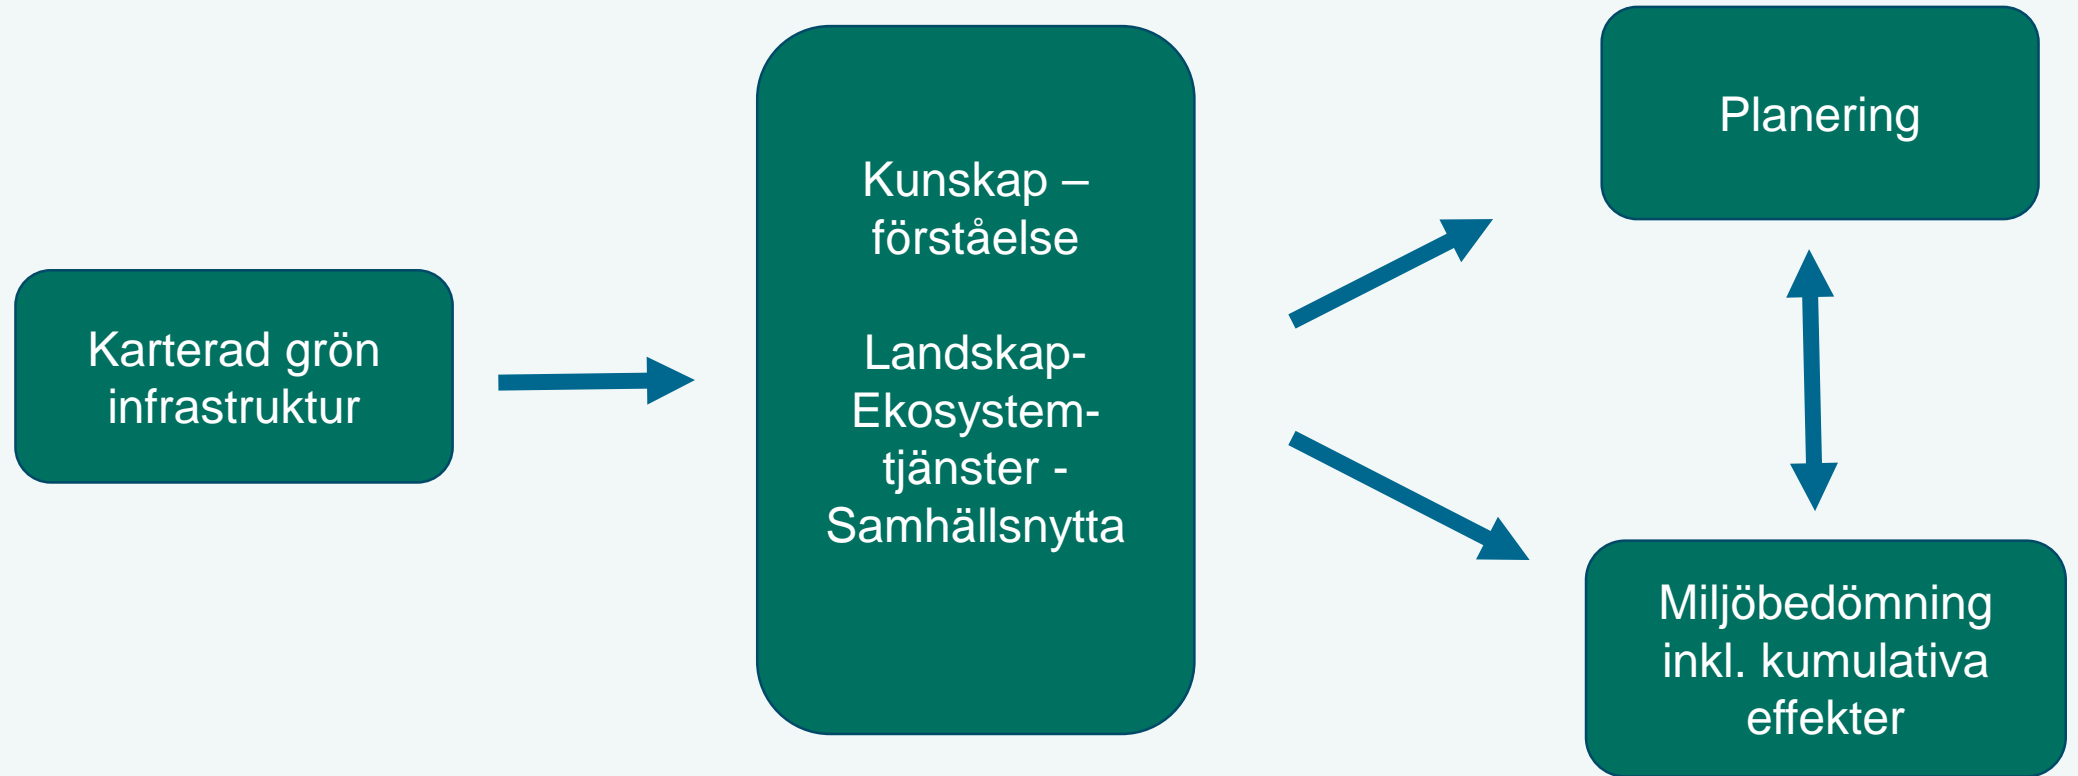 Karterad grön
infrastruktur
Kunskap –
förståelse
Landskap-
Ekosystem-
tjänster -
Samhällsnytta
Planering
Miljöbedömning
inkl. kumulativa
effekter